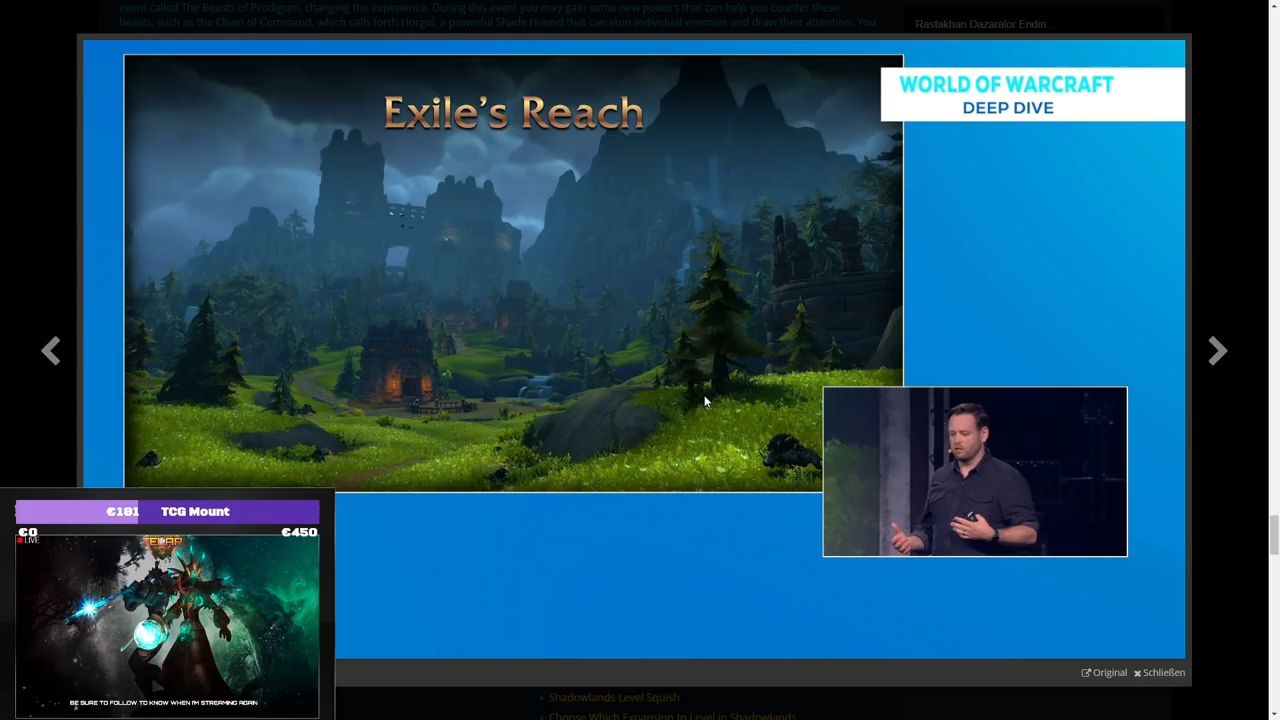 event called The Beasts of Prodigum, changing the experience. During this event you may gain some new powers that can help you counter these
beasts, such as the Chain of Command, which calls forth Horgul, a powerful Shade Hound that can stun individual enemies and draw their attention. You
Rastakhan Dazaralor Endin...
Exile's Reach
WORLD OF WARCRAFT
DEEP DIVE
€181 TCG Mount
€0 €450
LIVE
BE SURE TO FOLLOW TO KNOW WHEN I'M STREAMING AGAIN
Original Schließen
Shadowlands Level Squish
Choose Which Expansion to Level in Shadowlands